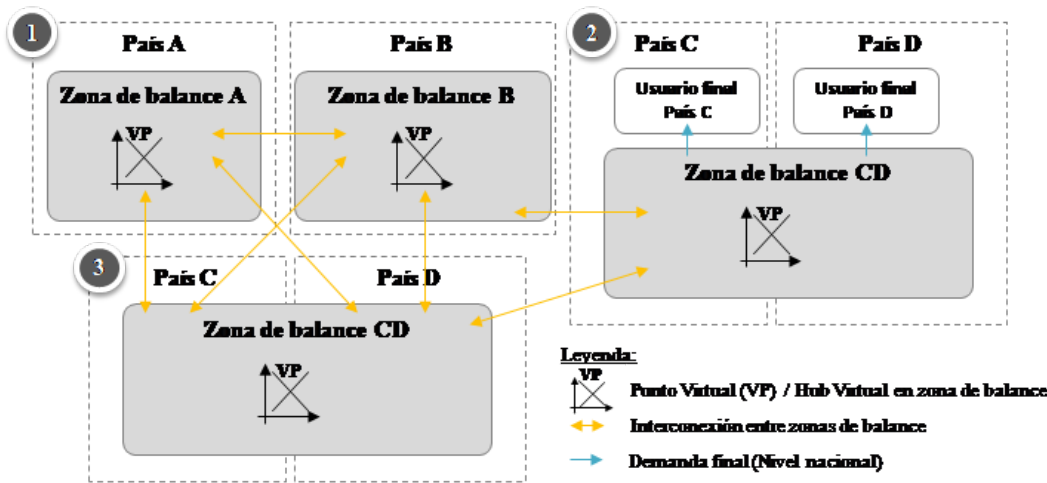 1
País A
Zona de balance A
VP
País B
Zona de balance B
VP
2
País C
Usuario final
País C
País D
Usuario final
País D
Zona de balance CD
VP
3
País C
País D
Zona de balance CD
VP
Leyenda:
VP
Punto Virtual (VP) / Hub Virtual en zona de balance
Interconexión entre zonas de balance
Demanda final (Nivel nacional)